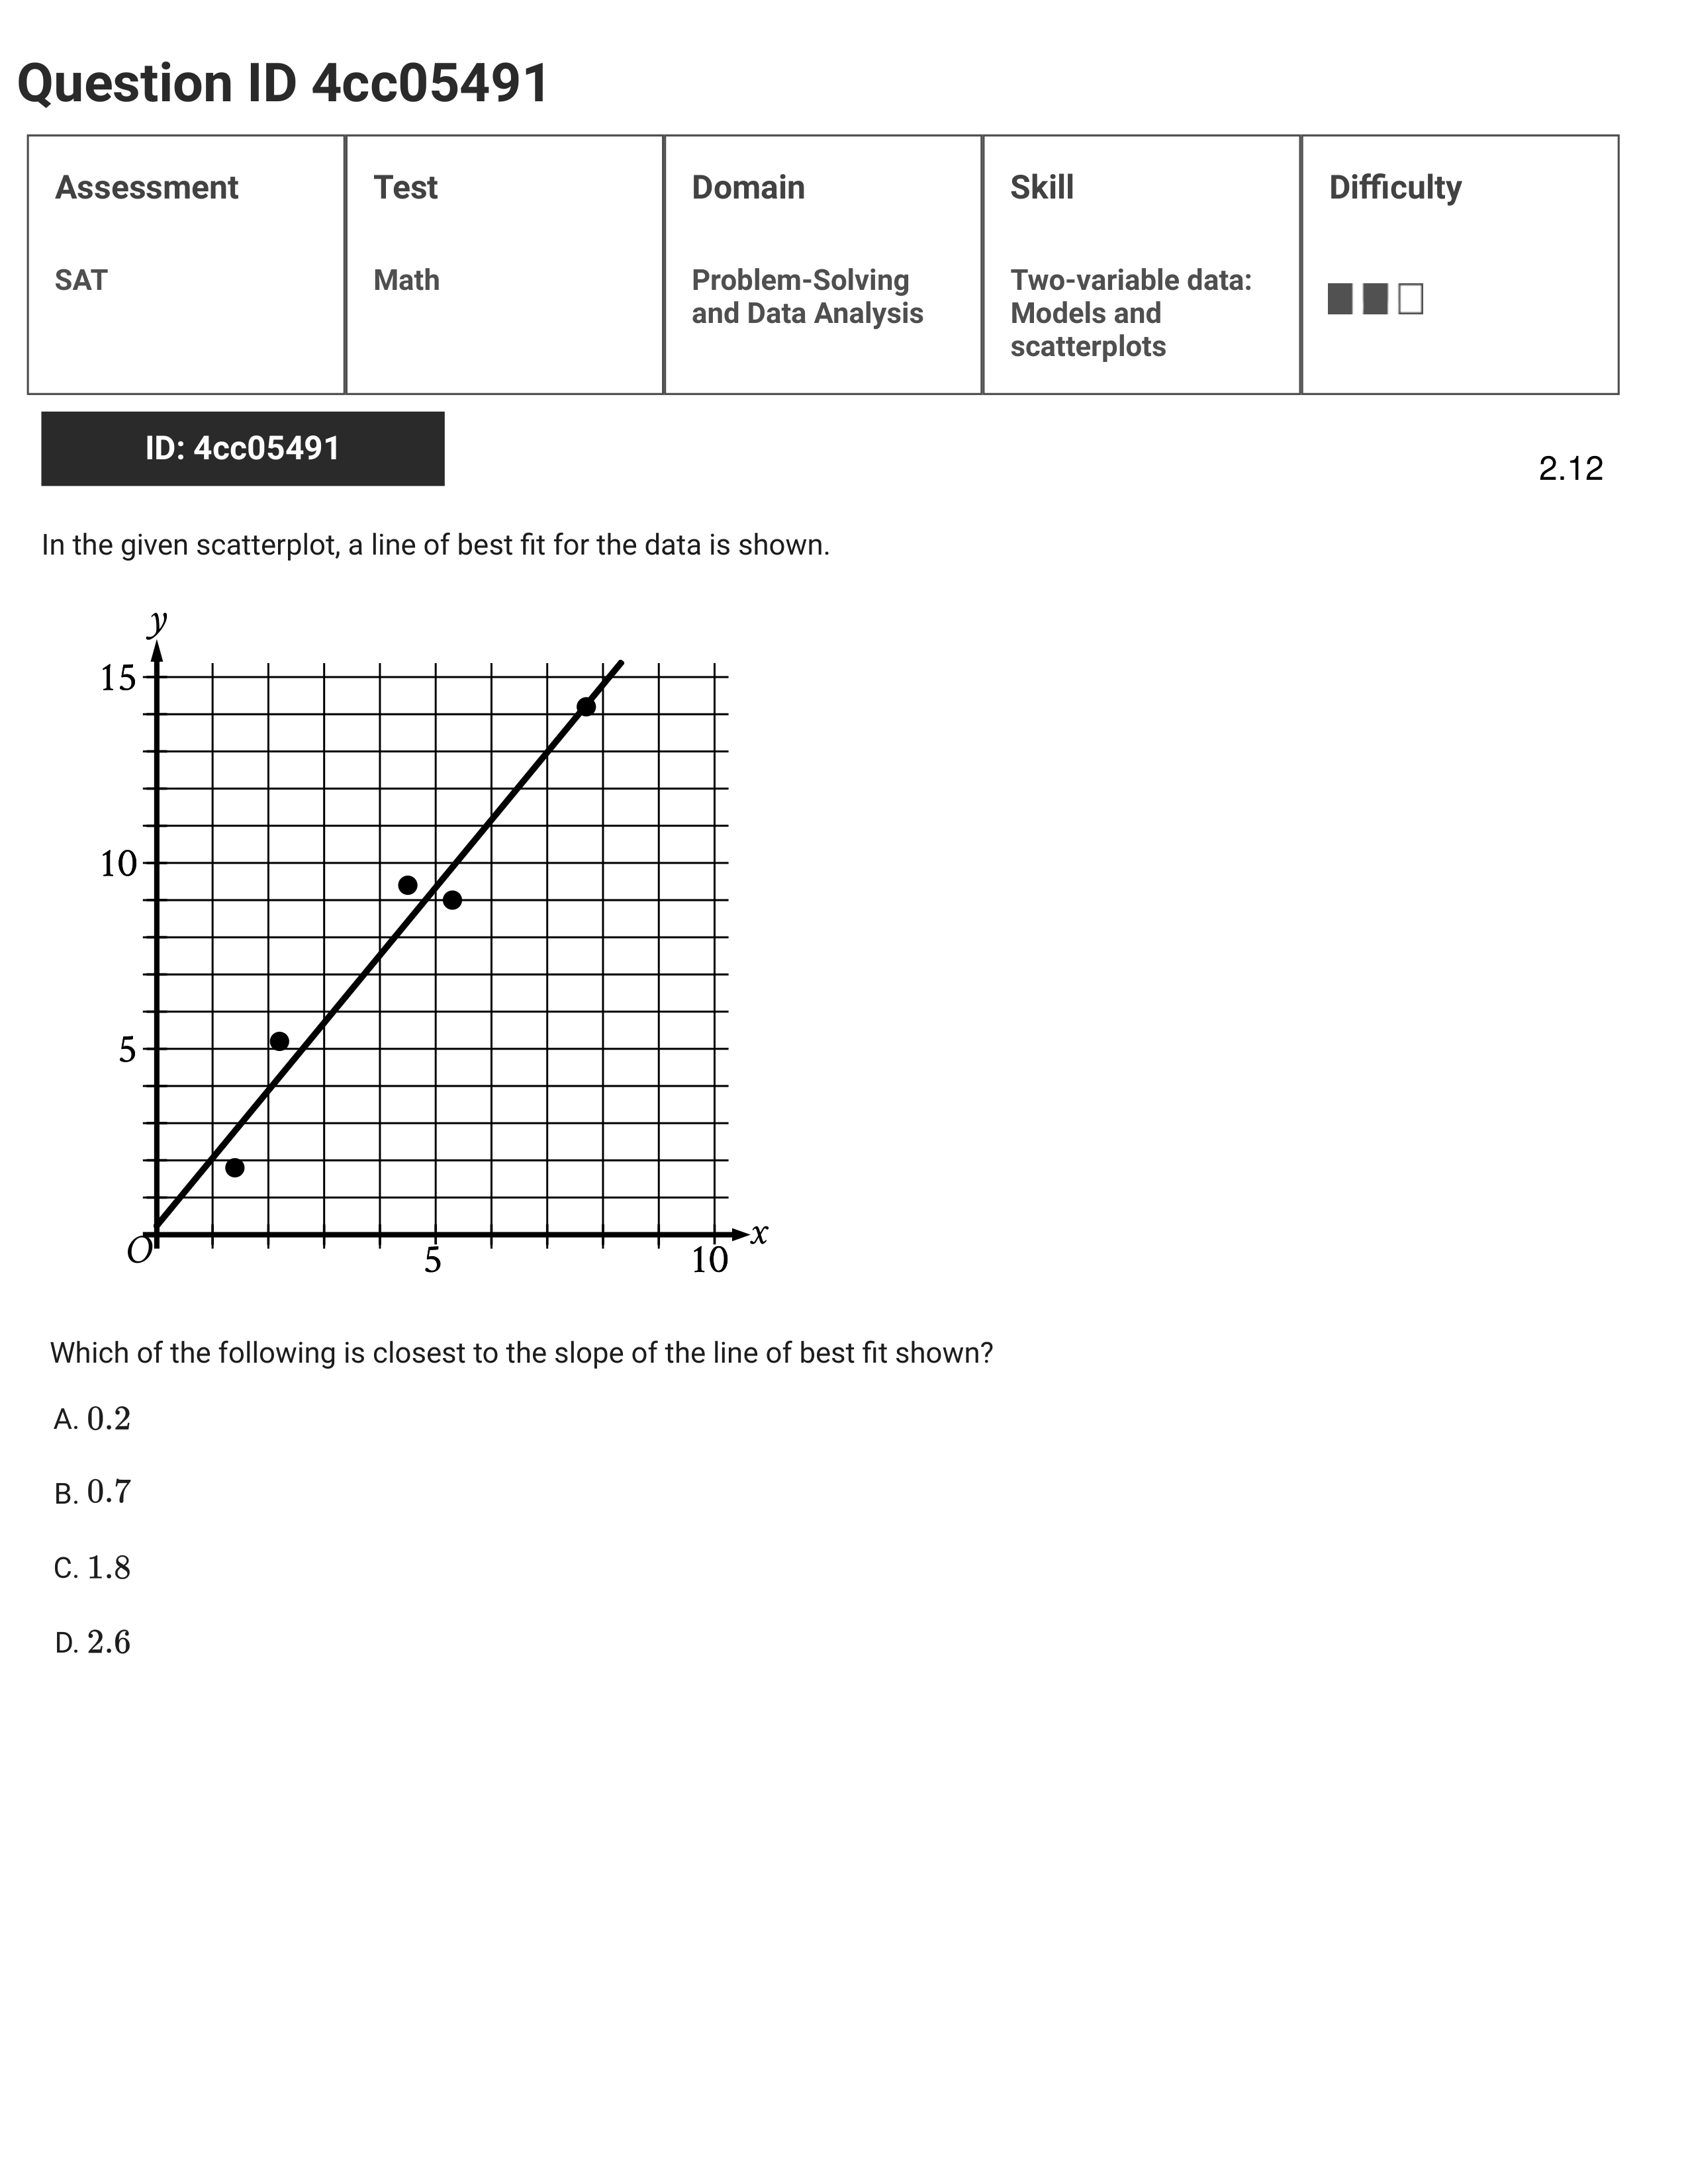 Question ID 4cc05491
Assessment
Test
Domain
Skill
Difficulty
SAT
Math
Problem-Solving
and Data Analysis
Two-variable data:
Models and
scatterplots
ID: 4cc05491
2.12
In the given scatterplot, a line of best fit for the data is shown.
y
15
10
5
O
5
10
x
Which of the following is closest to the slope of the line of best fit shown?
A. 0.2
B. 0.7
C. 1.8
D. 2.6